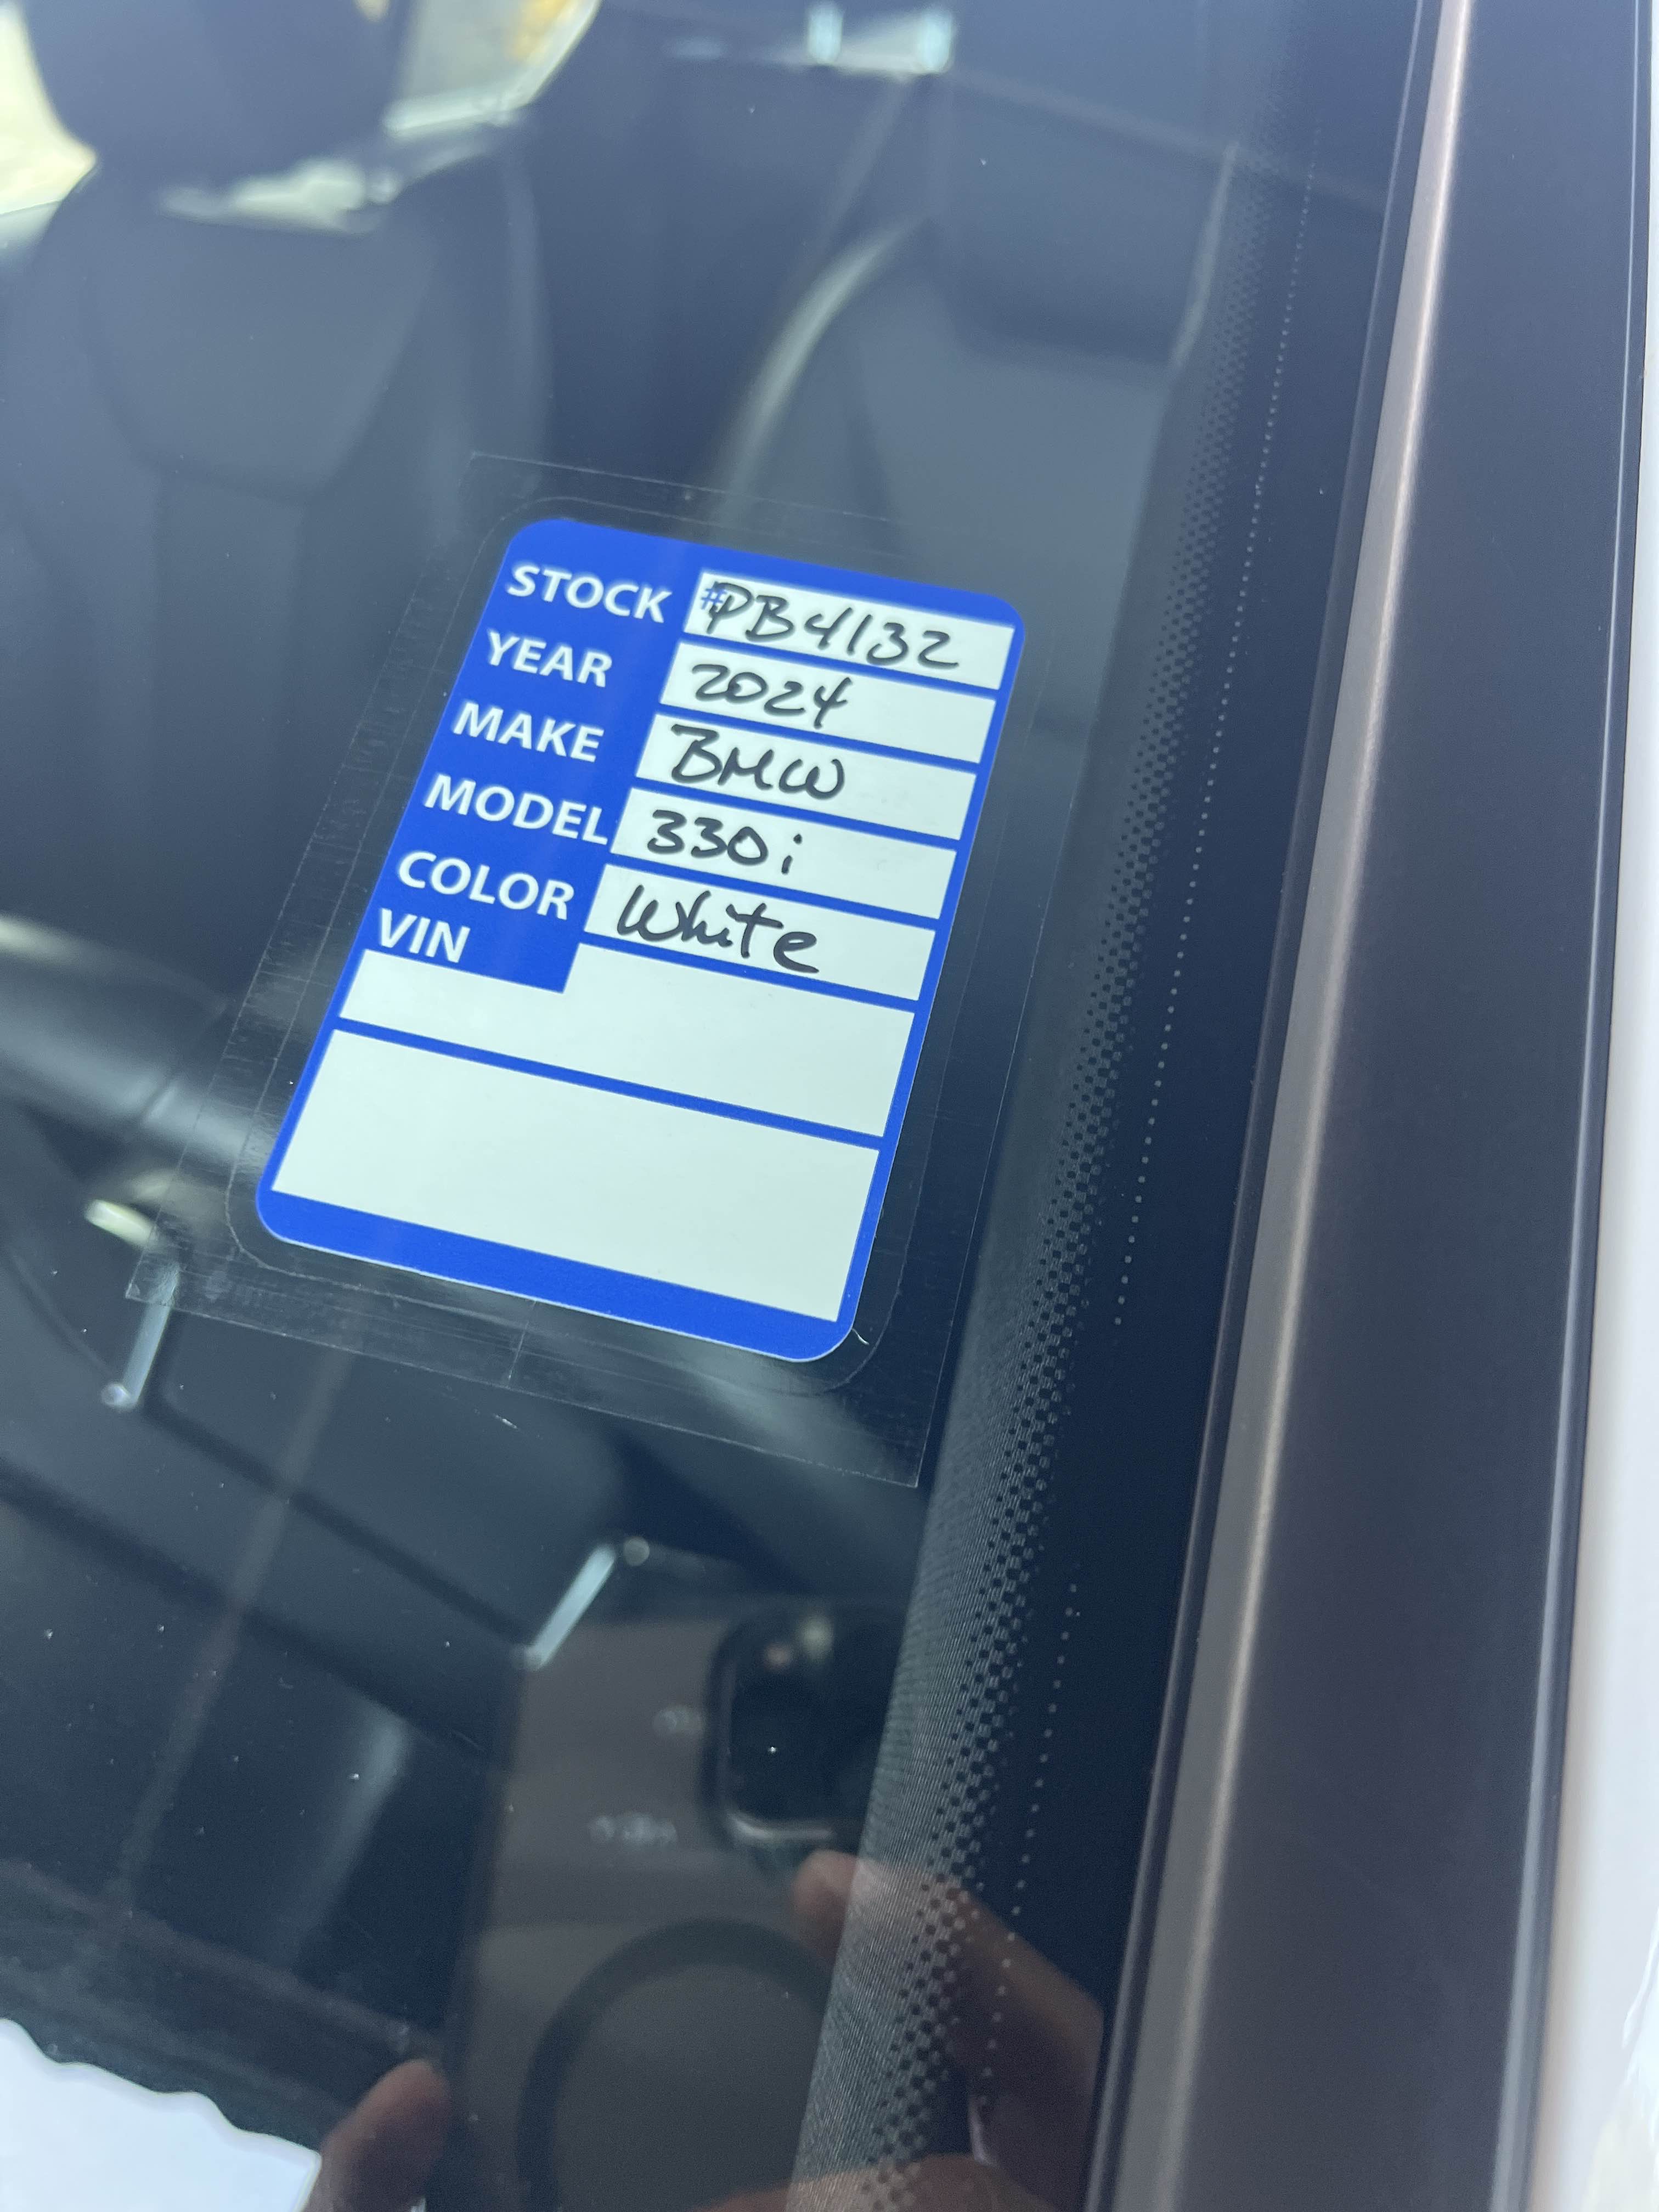 STOCK #PB4132
YEAR 2024
MAKE BMW
MODEL 330i
COLOR White
VIN